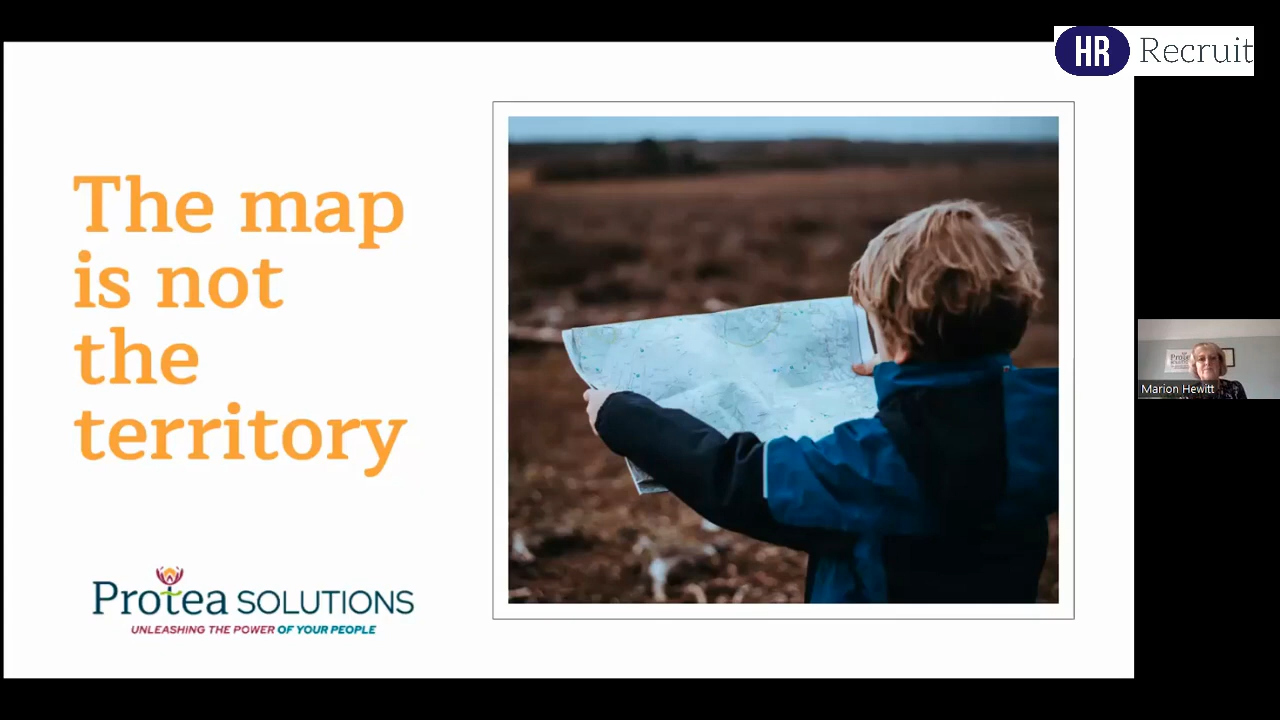 HR Recruit
The map
is not
the
territory
Protea SOLUTIONS
UNLEASHING THE POWER OF YOUR PEOPLE
Marion Hewitt